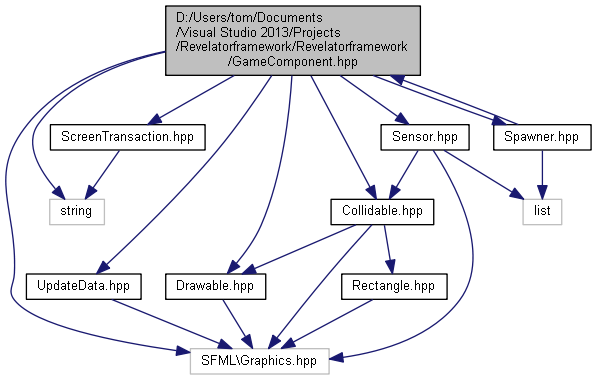 D:/Users/tom/Documents
/Visual Studio 2013/Projects
/Revelatorframework/Revelatorframework
/GameComponent.hpp
ScreenTransaction.hpp
Sensor.hpp
Spawner.hpp
string
Collidable.hpp
list
UpdateData.hpp
Drawable.hpp
Rectangle.hpp
SFML\Graphics.hpp